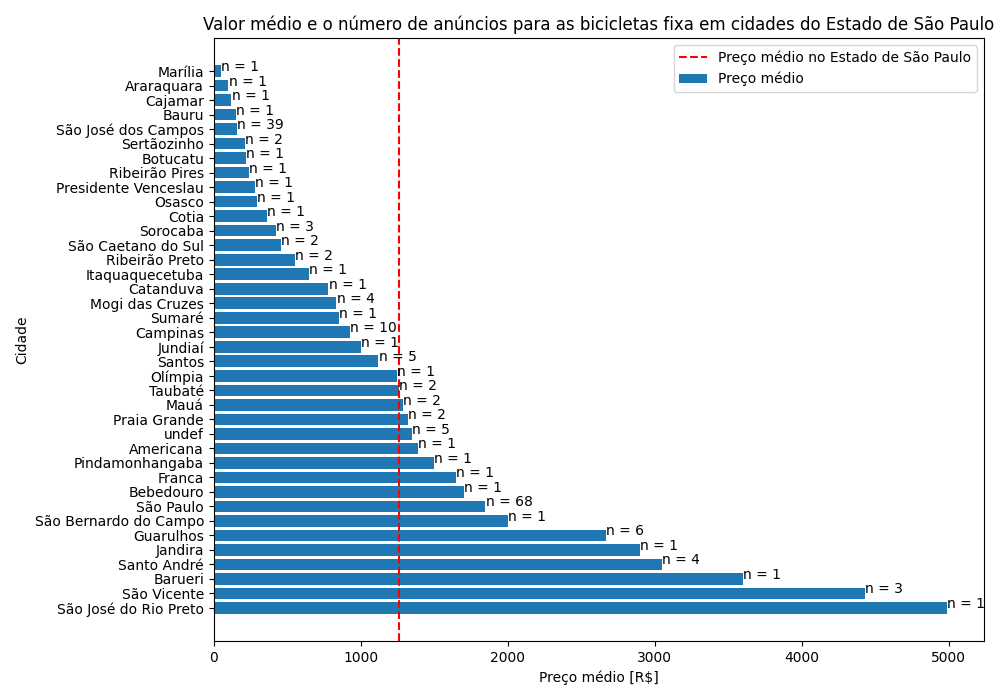 Valor médio e o número de anúncios para as bicicletas fixa em cidades do Estado de São Paulo
Preço médio no Estado de São Paulo
Preço médio
Marília n = 1
Araraquara n = 1
Cajamar n = 1
Bauru n = 1
São José dos Campos n = 39
Sertãozinho n = 2
Botucatu n = 1
Ribeirão Pires n = 1
Presidente Venceslau n = 1
Osasco n = 1
Cotia n = 1
Sorocaba n = 3
São Caetano do Sul n = 2
Ribeirão Preto n = 2
Itaquaquecetuba n = 1
Catanduva n = 1
Mogi das Cruzes n = 4
Sumaré n = 1
Campinas n = 10
Jundiaí n = 1
Santos n = 5
Olímpia n = 1
Taubaté n = 2
Mauá n = 2
Praia Grande n = 2
undef n = 5
Americana n = 1
Pindamonhangaba n = 1
Franca n = 1
Bebedouro n = 1
São Paulo n = 68
São Bernardo do Campo n = 1
Guarulhos n = 6
Jandira n = 1
Santo André n = 4
Barueri n = 1
São Vicente n = 3
São José do Rio Preto n = 1
Cidade
0 1000 2000 3000 4000 5000
Preço médio [R$]